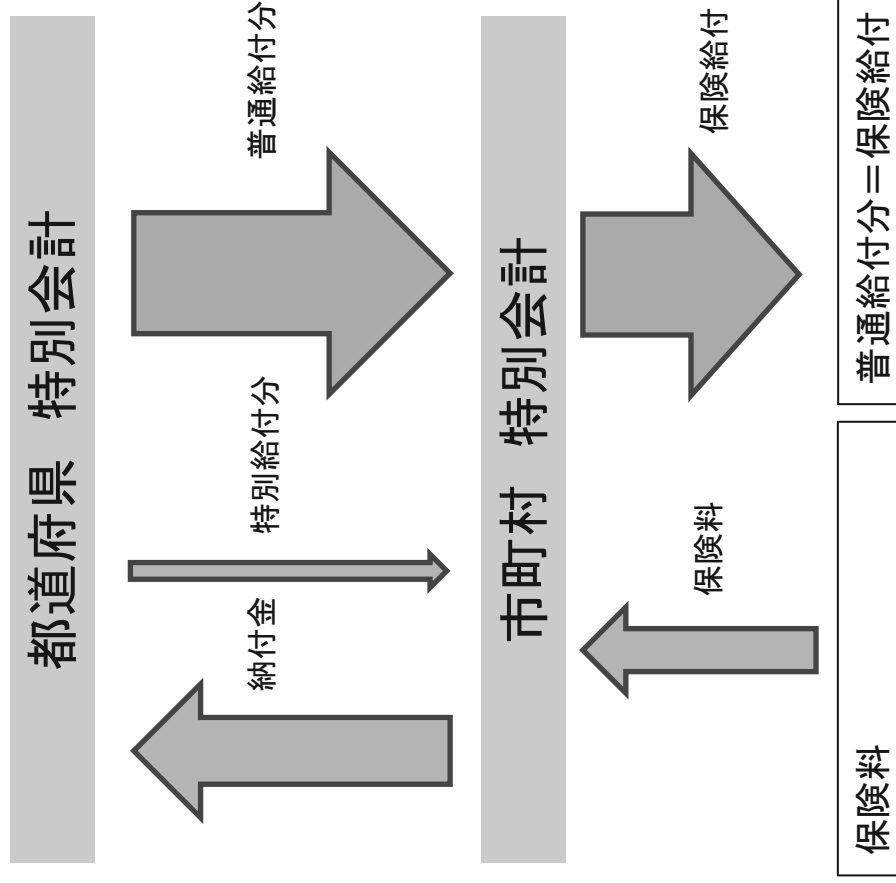 都道府県　特別会計
納付金
特別給付分
普通給付分
市町村　特別会計
保険料
保険給付
保険料
普通給付分＝保険給付